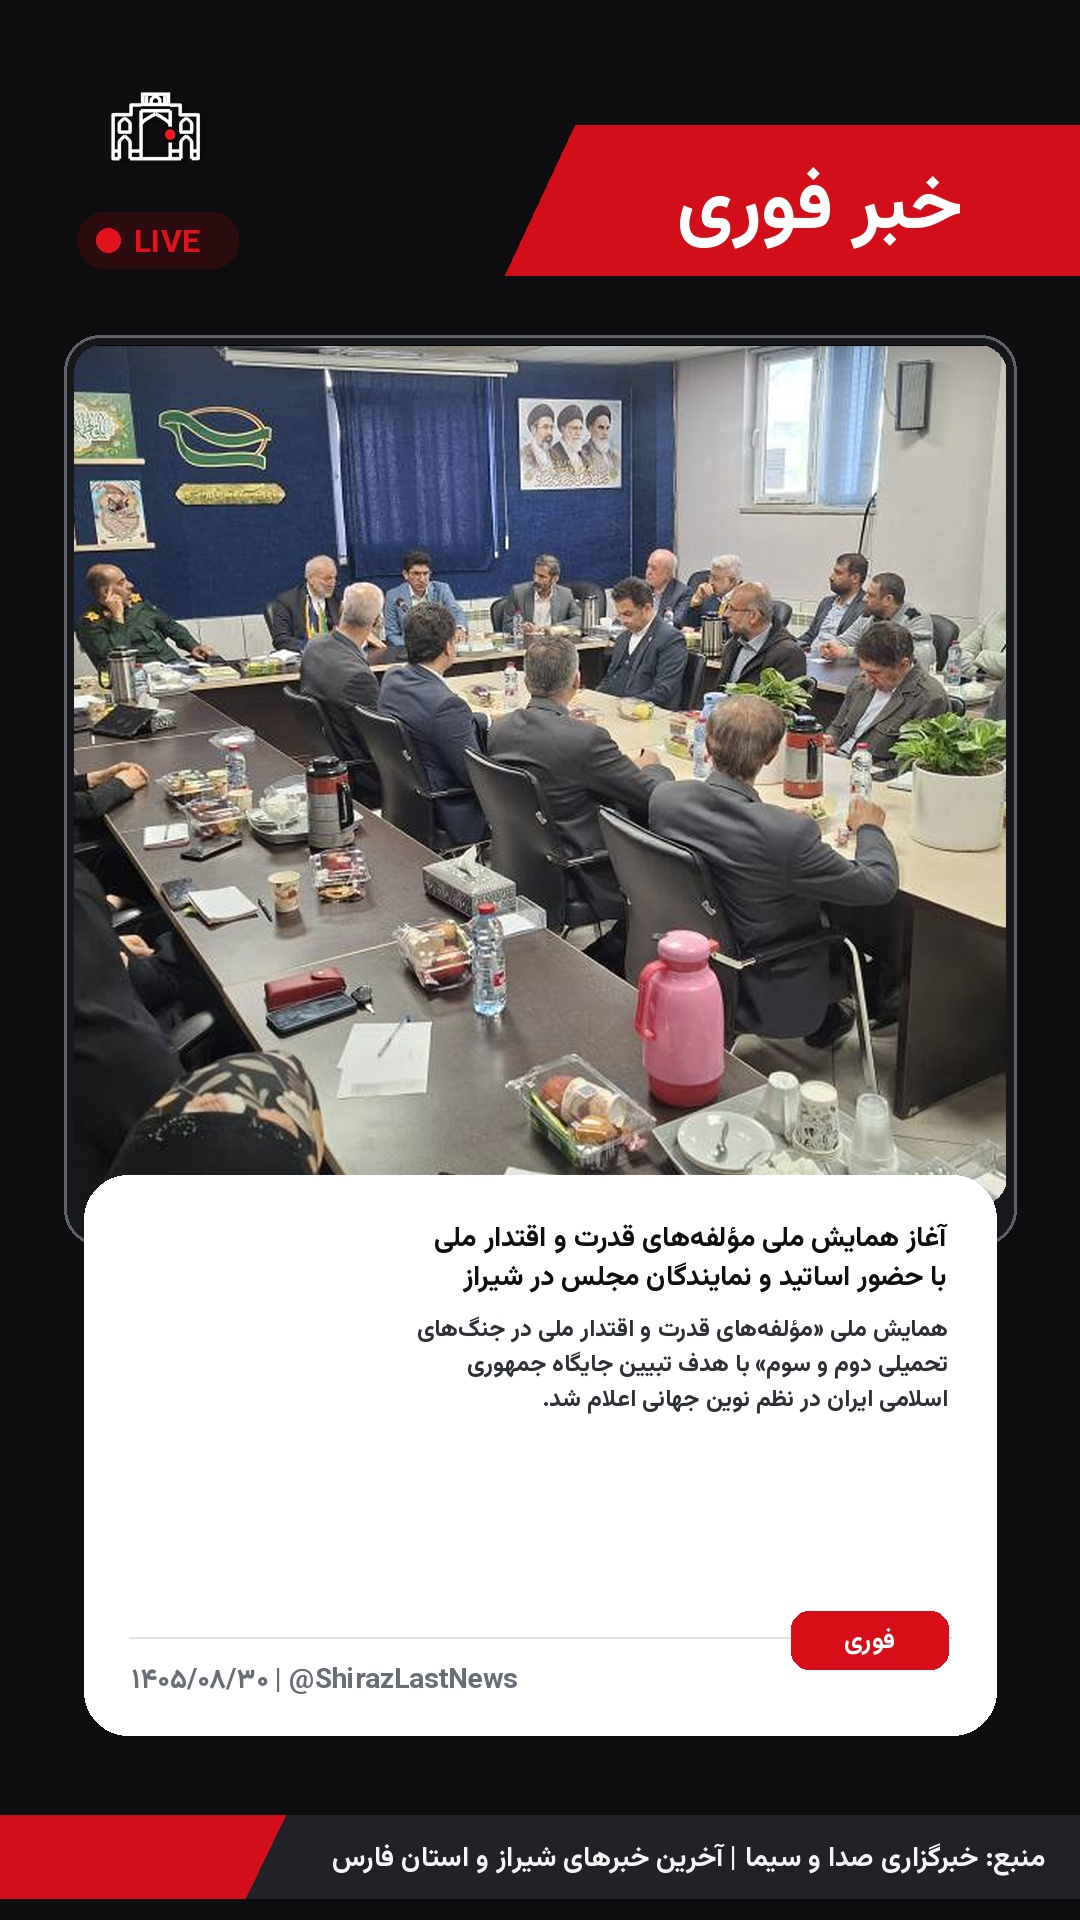 خبر فوری
LIVE
آغاز همایش ملی مؤلفه‌های قدرت و اقتدار ملی
با حضور اساتید و نمایندگان مجلس در شیراز
همایش ملی «مؤلفه‌های قدرت و اقتدار ملی در جنگ‌های
تحمیلی دوم و سوم» با هدف تبیین جایگاه جمهوری
اسلامی ایران در نظم نوین جهانی اعلام شد.
فوری
۱۴۰۵/۰۸/۳۰ | @ShirazLastNews
منبع: خبرگزاری صدا و سیما | آخرین خبرهای شیراز و استان فارس